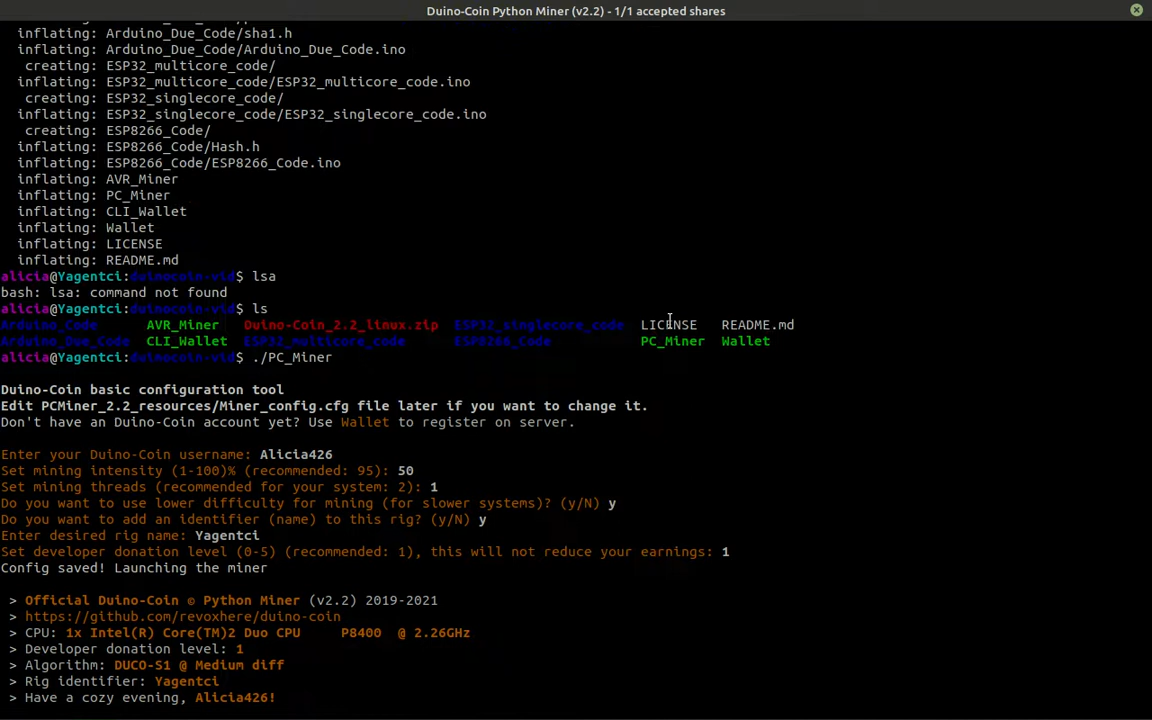 Duino-Coin Python Miner (v2.2) - 1/1 accepted shares
inflating: Arduino_Due_Code/sha1.h
inflating: Arduino_Due_Code/Arduino_Due_Code.ino
creating: ESP32_multicore_code/
inflating: ESP32_multicore_code/ESP32_multicore_code.ino
creating: ESP32_singlecore_code/
inflating: ESP32_singlecore_code/ESP32_singlecore_code.ino
creating: ESP8266_Code/
inflating: ESP8266_Code/Hash.h
inflating: ESP8266_Code/ESP8266_Code.ino
inflating: AVR_Miner
inflating: PC_Miner
inflating: CLI_Wallet
inflating: Wallet
inflating: LICENSE
inflating: README.md
alicia@Yagentci:duinocoin-vid$ lsa
bash: lsa: command not found
alicia@Yagentci:duinocoin-vid$ ls
Arduino_Code AVR_Miner Duino-Coin_2.2_linux.zip ESP32_singlecore_code LICENSE README.md
Arduino_Due_Code CLI_Wallet ESP32_multicore_code ESP8266_Code PC_Miner Wallet
alicia@Yagentci:duinocoin-vid$ ./PC_Miner
Duino-Coin basic configuration tool
Edit PCMiner_2.2_resources/Miner_config.cfg file later if you want to change it.
Don't have an Duino-Coin account yet? Use Wallet to register on server.
Enter your Duino-Coin username: Alicia426
Set mining intensity (1-100)% (recommended: 95): 50
Set mining threads (recommended for your system: 2): 1
Do you want to use lower difficulty for mining (for slower systems)? (y/N) y
Do you want to add an identifier (name) to this rig? (y/N) y
Enter desired rig name: Yagentci
Set developer donation level (0-5) (recommended: 1), this will not reduce your earnings: 1
Config saved! Launching the miner
> Official Duino-Coin © Python Miner (v2.2) 2019-2021
> https://github.com/revoxhere/duino-coin
> CPU: 1x Intel(R) Core(TM)2 Duo CPU P8400 @ 2.26GHz
> Developer donation level: 1
> Algorithm: DUCO-S1 @ Medium diff
> Rig identifier: Yagentci
> Have a cozy evening, Alicia426!